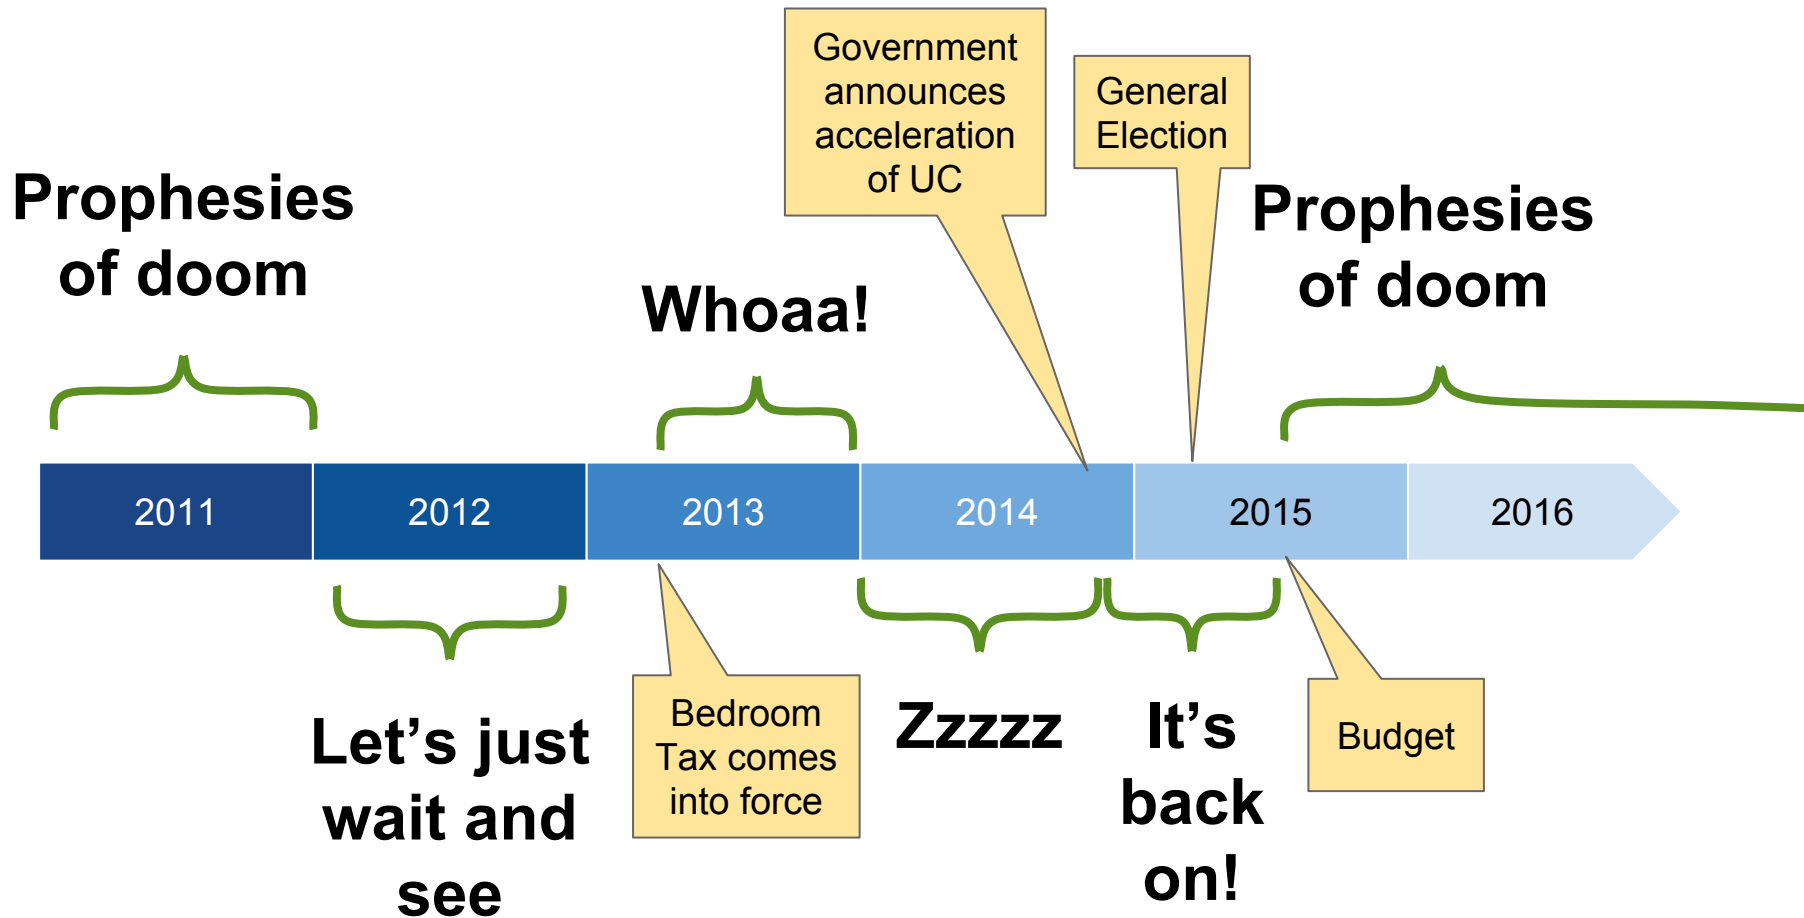 Government
announces
acceleration
of UC
General
Election
Prophesies
of doom
Whoaa!
Prophesies
of doom
2011
2012
2013
2014
2015
2016
Let's just
wait and
see
Bedroom
Tax comes
into force
Zzzzz
It's
back
on!
Budget